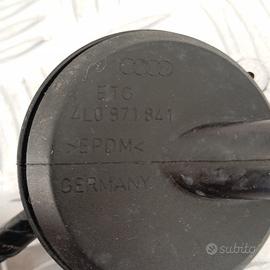 ETG
4L0 971 841
>EPDM<
GERMANY
subito